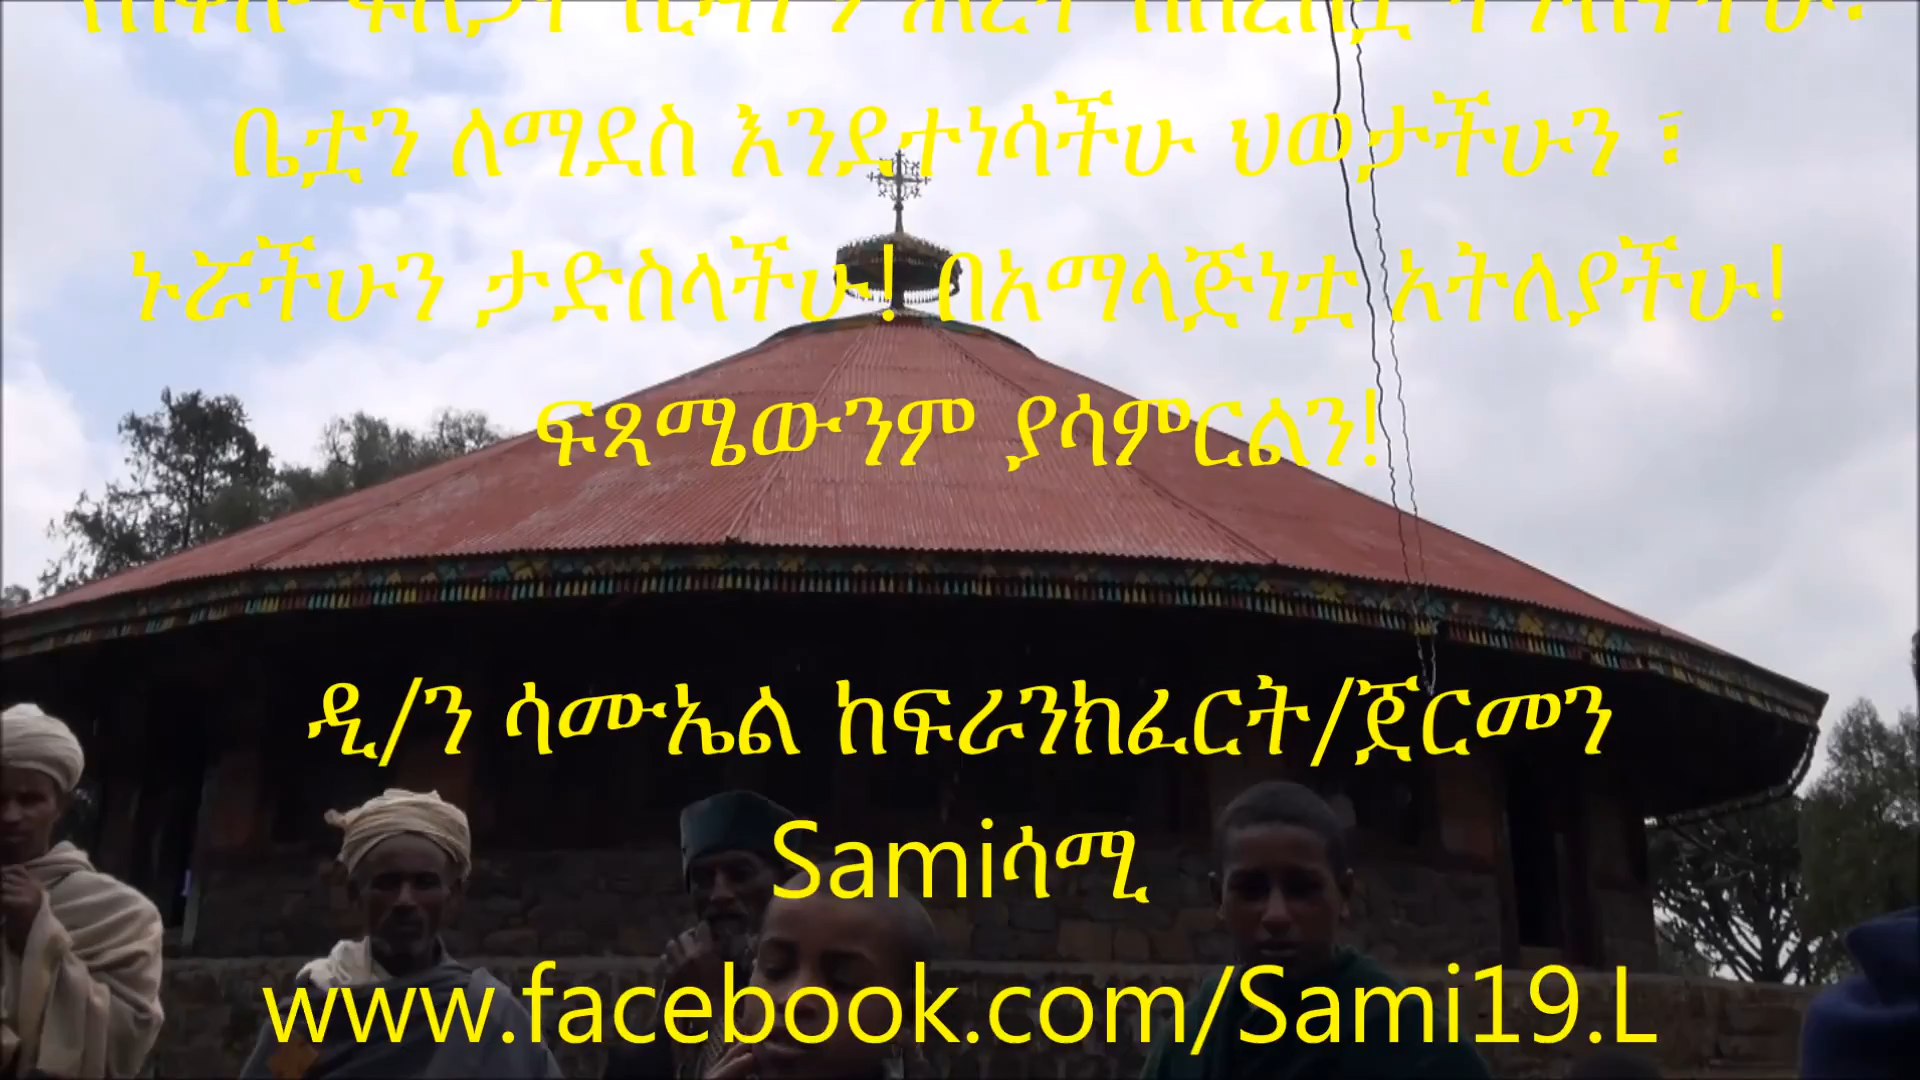 ቤቷን ለማደስ እንደተነሳችሁ ህወታችሁን ፣
ኑሯችሁን ታድስላችሁ! በአማላጅነቷ አትለያችሁ!
ፍጻሜውንም ያሳምርልን!
ዲ/ን ሳሙኤል ከፍራንክፈርት/ጀርመን
Samiሳሚ
www.facebook.com/Sami19.L